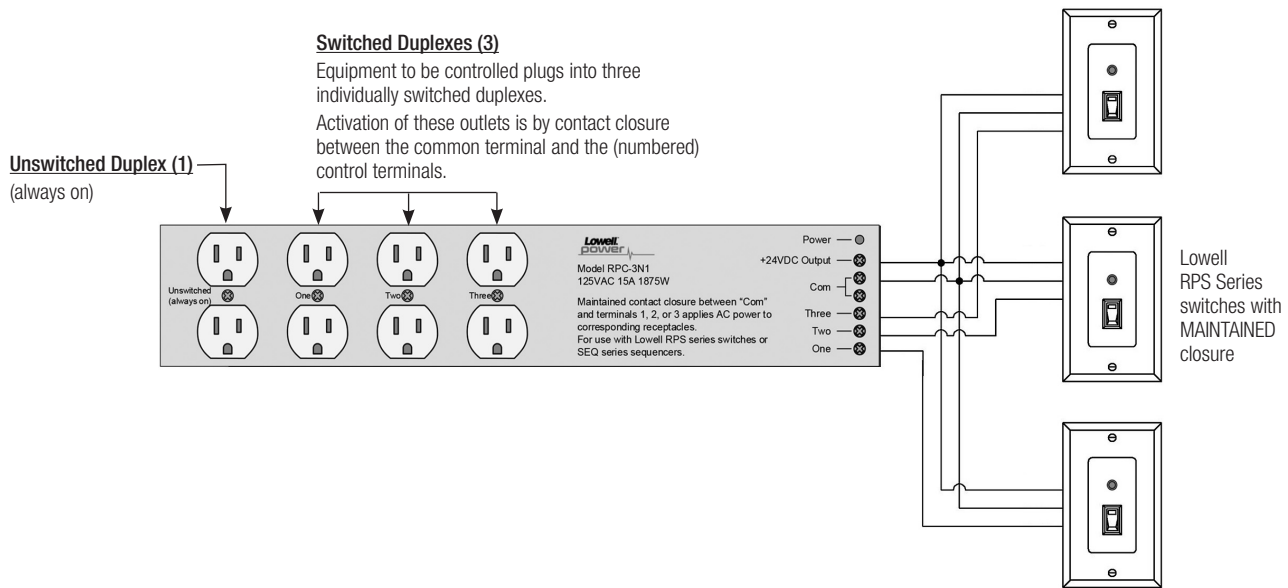 Switched Duplexes (3)
Equipment to be controlled plugs into three
individually switched duplexes.
Activation of these outlets is by contact closure
between the common terminal and the (numbered)
control terminals.
Unswitched Duplex (1)
(always on)
Unswitched
(always on)
One
Two
Three
Lowell
power
Model RPC-3N1
125VAC 15A 1875W
Maintained contact closure between "Com"
and terminals 1, 2, or 3 applies AC power to
corresponding receptacles.
For use with Lowell RPS series switches or
SEQ series sequencers.
Power
+24VDC Output
Com
Three
Two
One
Lowell
RPS Series
switches with
MAINTAINED
closure